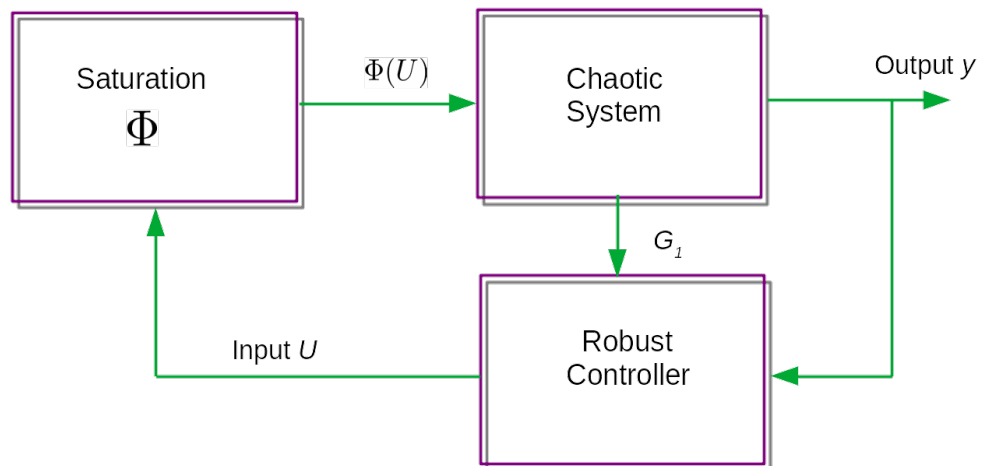 Saturation
Φ
Φ(U)
Chaotic
System
Output y
G₁
Input U
Robust
Controller